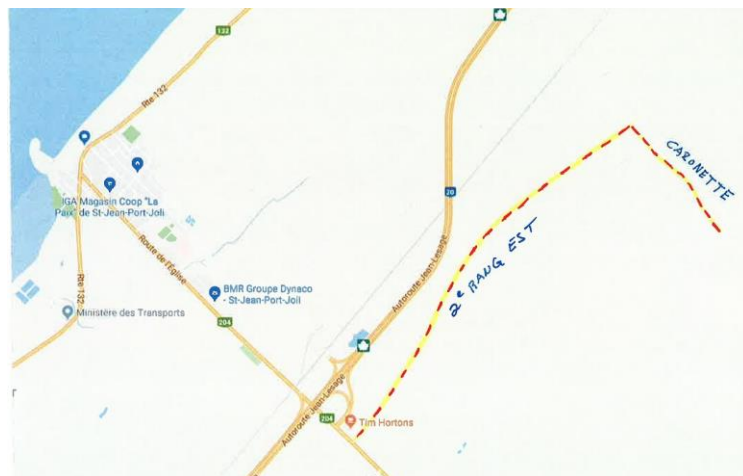 132
Rte 132
IGA Magasin Coop "La
Paix" de St-Jean-Port-Joli
Route de l'Église
Rte 132
Ministère des Transports
BMR Groupe Dynaco
- St-Jean-Port-Joli
204
20
Autoroute Jean-Lesage
2e RANG EST
CARONETTE
Autoroute Jean-Lesage
204
Tim Hortons
r